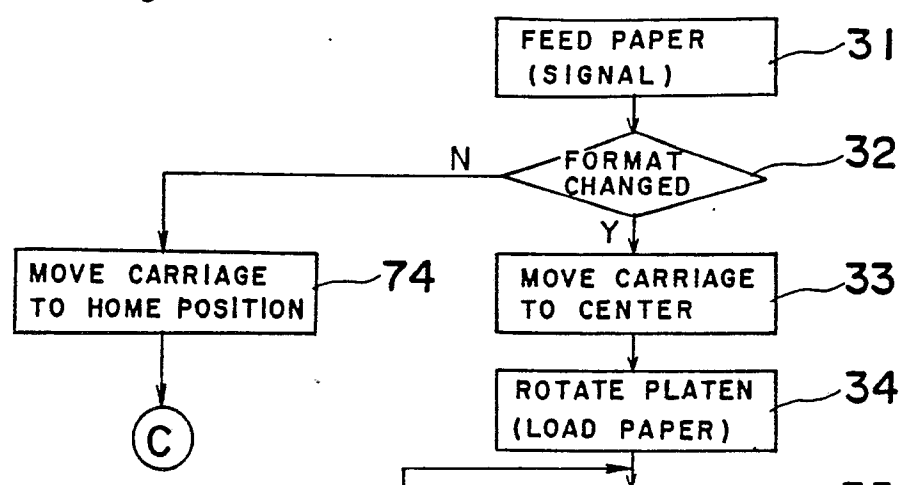 FEED PAPER
(SIGNAL)
31
FORMAT
CHANGED
32
N
Y
MOVE CARRIAGE
TO HOME POSITION
74
MOVE CARRIAGE
TO CENTER
33
C
ROTATE PLATEN
(LOAD PAPER)
34